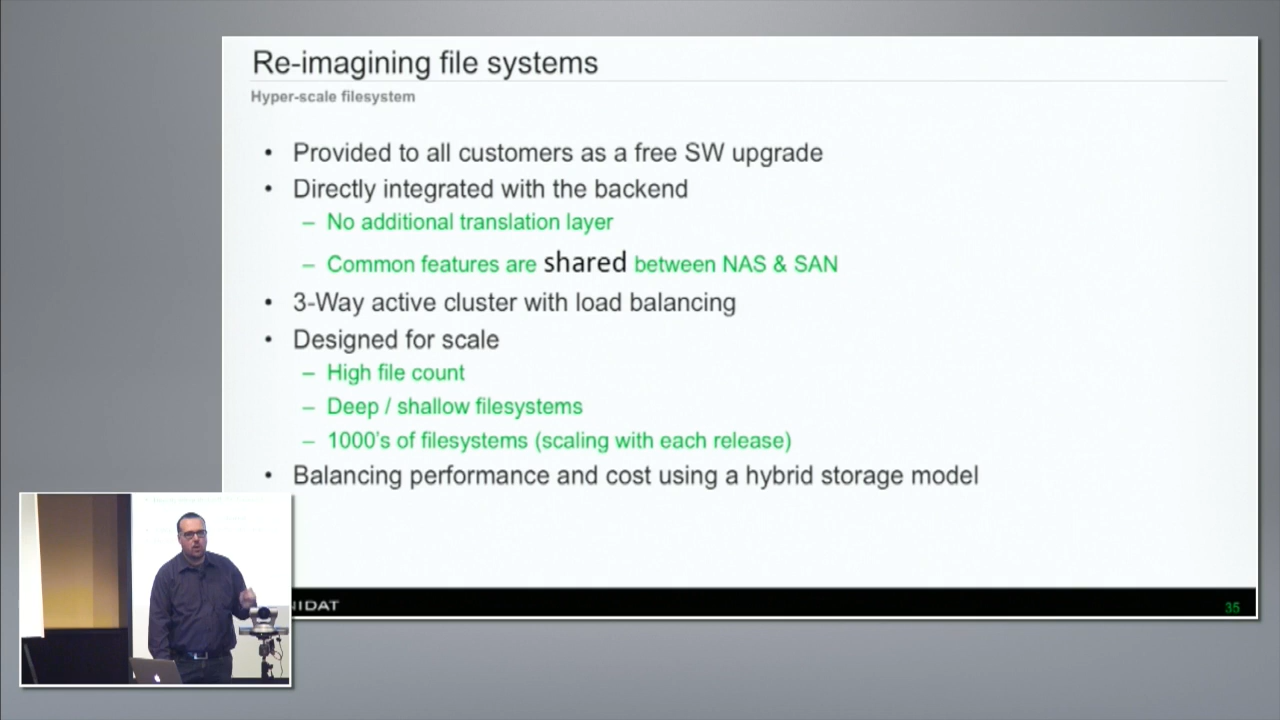 Re-imagining file systems
Hyper-scale filesystem
• Provided to all customers as a free SW upgrade
• Directly integrated with the backend
– No additional translation layer
– Common features are shared between NAS & SAN
• 3-Way active cluster with load balancing
• Designed for scale
– High file count
– Deep / shallow filesystems
– 1000's of filesystems (scaling with each release)
• Balancing performance and cost using a hybrid storage model
NIDAT
35